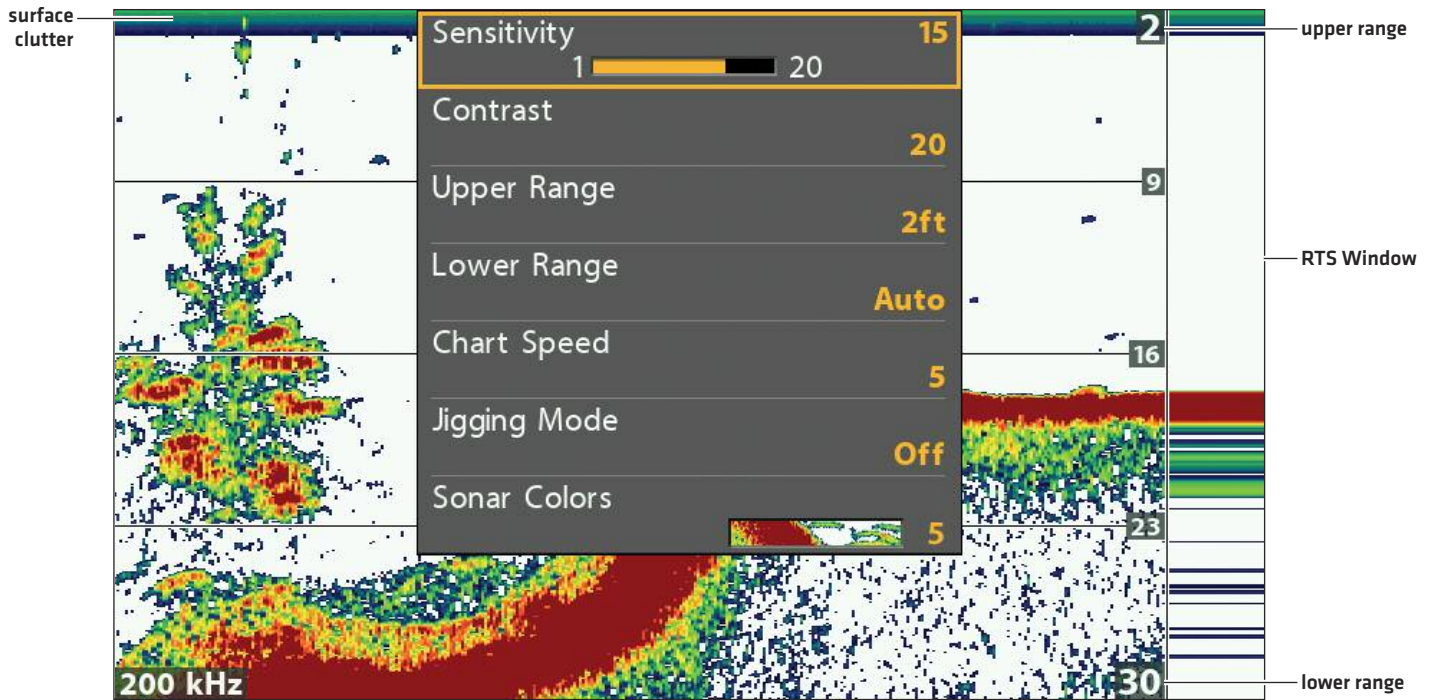 surface
clutter
Sensitivity 15
1 20
Contrast
20
Upper Range
2ft
Lower Range
Auto
Chart Speed
5
Jigging Mode
Off
Sonar Colors
5
2
9
16
23
30
200 kHz
upper range
RTS Window
lower range